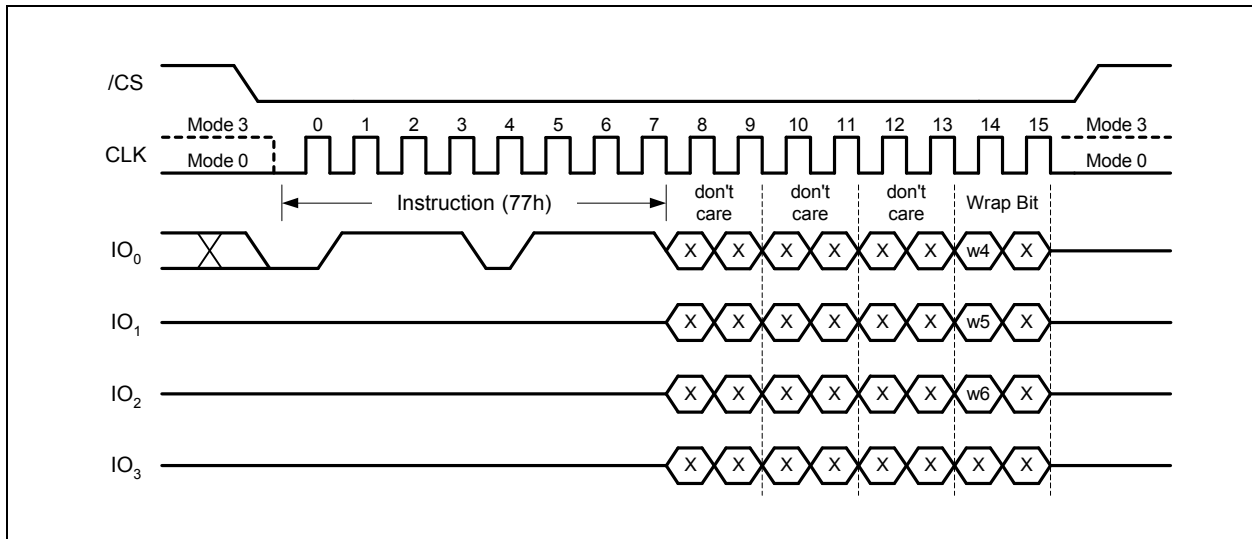 /CS
Mode 3 0 1 2 3 4 5 6 7 8 9 10 11 12 13 14 15 Mode 3
CLK
Mode 0 Mode 0
Instruction (77h) don't care don't care don't care Wrap Bit
IO0 X X X X X X w4 X
IO1 X X X X X X w5 X
IO2 X X X X X X w6 X
IO3 X X X X X X X X